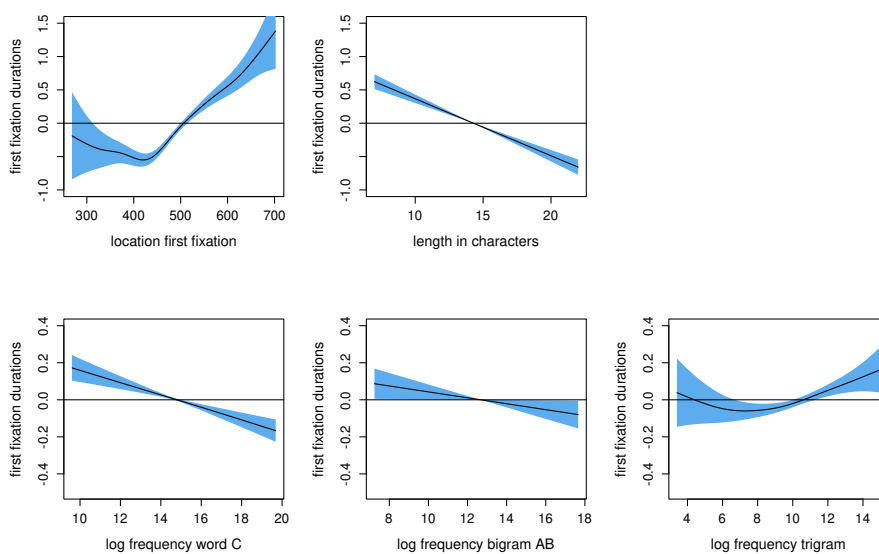 first fixation durations
-1.0 0.0 0.5 1.0 1.5
300 400 500 600 700
location first fixation
first fixation durations
-1.0 0.0 0.5 1.0 1.5
10 15 20
length in characters
first fixation durations
-0.4 -0.2 0.0 0.2 0.4
10 12 14 16 18 20
log frequency word C
first fixation durations
-0.4 -0.2 0.0 0.2 0.4
8 10 12 14 16 18
log frequency bigram AB
first fixation durations
-0.4 -0.2 0.0 0.2 0.4
4 6 8 10 12 14
log frequency trigram